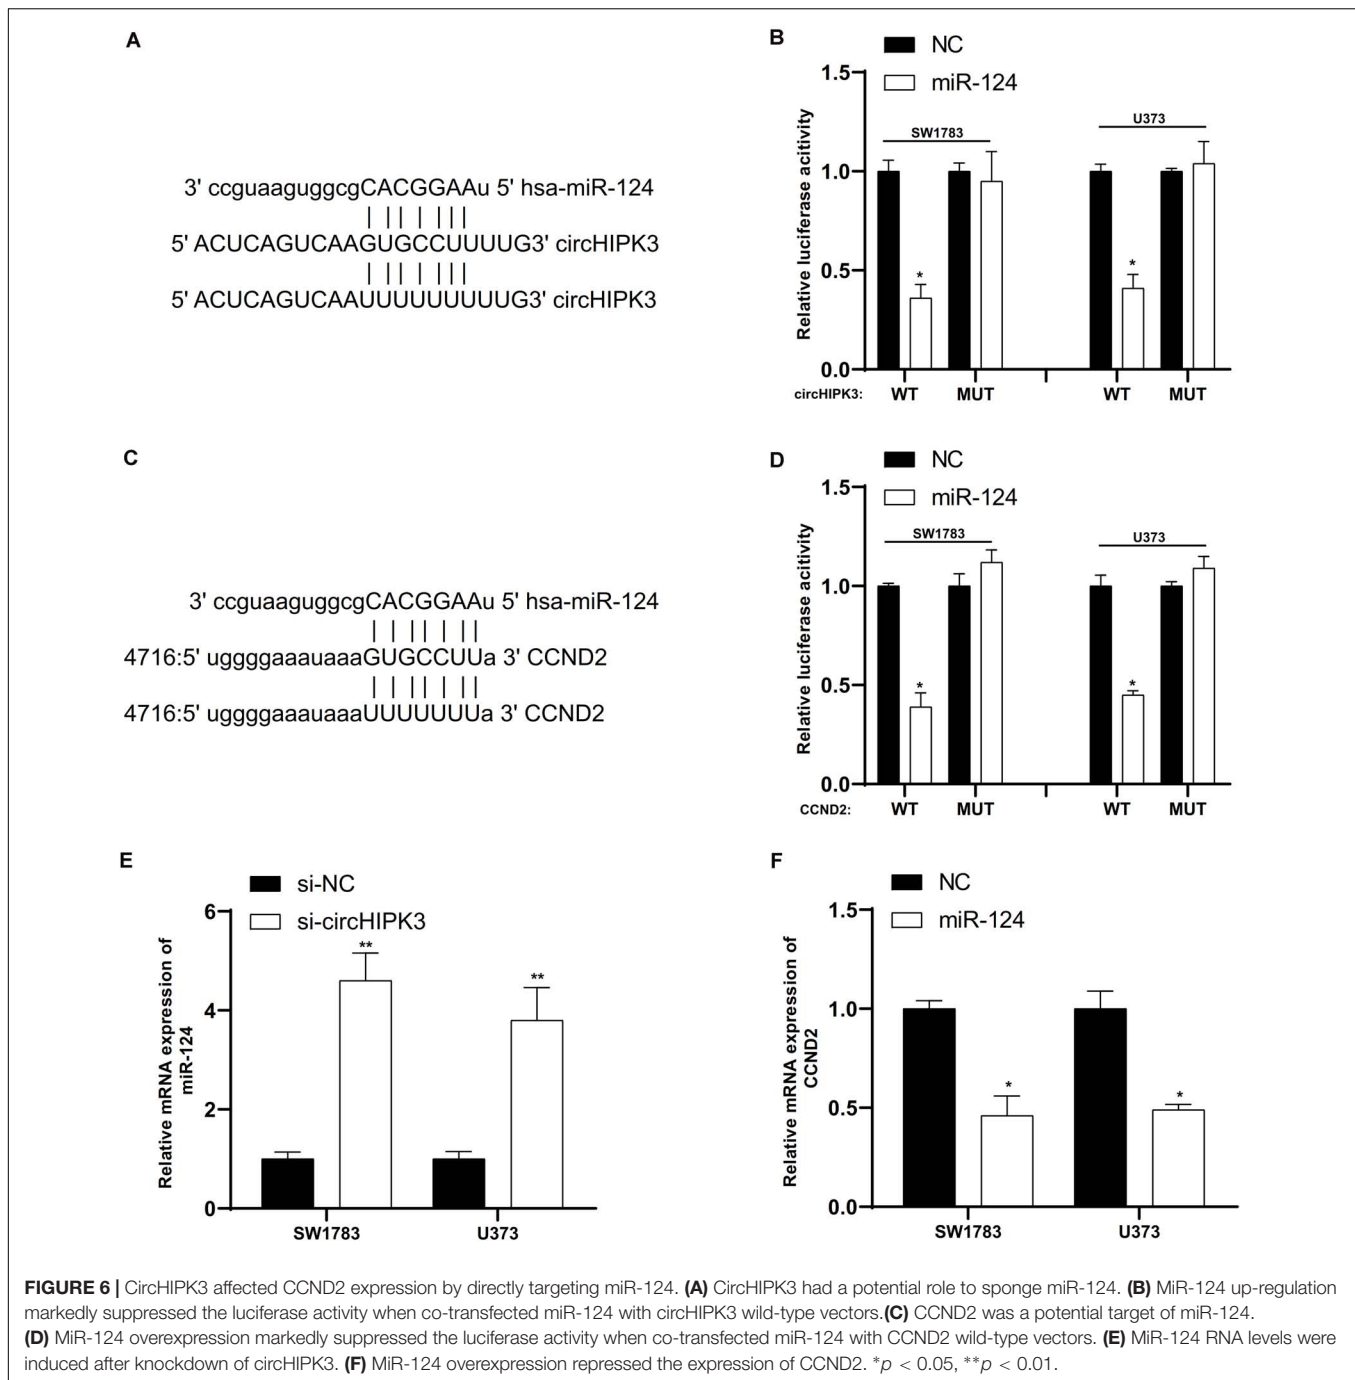 A
3' ccguaaguggcgCACGGAAu 5' hsa-miR-124
5' ACUCAGUCAAGUGCCUUUUG3' circHIPK3
5' ACUCAGUCAAUUUUUUUUUG3' circHIPK3
B
NC
miR-124
Relative luciferase acitivity
1.5
1.0
0.5
0.0
SW1783
U373
*
*
circHIPK3: WT MUT WT MUT
C
3' ccguaaguggcgCACGGAAu 5' hsa-miR-124
4716:5' uggggaaauaaaGUGCCUUa 3' CCND2
4716:5' uggggaaauaaaUUUUUUUa 3' CCND2
D
NC
miR-124
Relative luciferase acitivity
1.5
1.0
0.5
0.0
SW1783
U373
*
*
CCND2: WT MUT WT MUT
E
si-NC
si-circHIPK3
Relative mRNA expression of
miR-124
6
4
2
0
**
**
SW1783 U373
F
NC
miR-124
Relative mRNA expression of
CCND2
1.5
1.0
0.5
0.0
*
*
SW1783 U373
FIGURE 6 | CircHIPK3 affected CCND2 expression by directly targeting miR-124. (A) CircHIPK3 had a potential role to sponge miR-124. (B) MiR-124 up-regulation
markedly suppressed the luciferase activity when co-transfected miR-124 with circHIPK3 wild-type vectors.(C) CCND2 was a potential target of miR-124.
(D) MiR-124 overexpression markedly suppressed the luciferase activity when co-transfected miR-124 with CCND2 wild-type vectors. (E) MiR-124 RNA levels were
induced after knockdown of circHIPK3. (F) MiR-124 overexpression repressed the expression of CCND2. *p < 0.05, **p < 0.01.